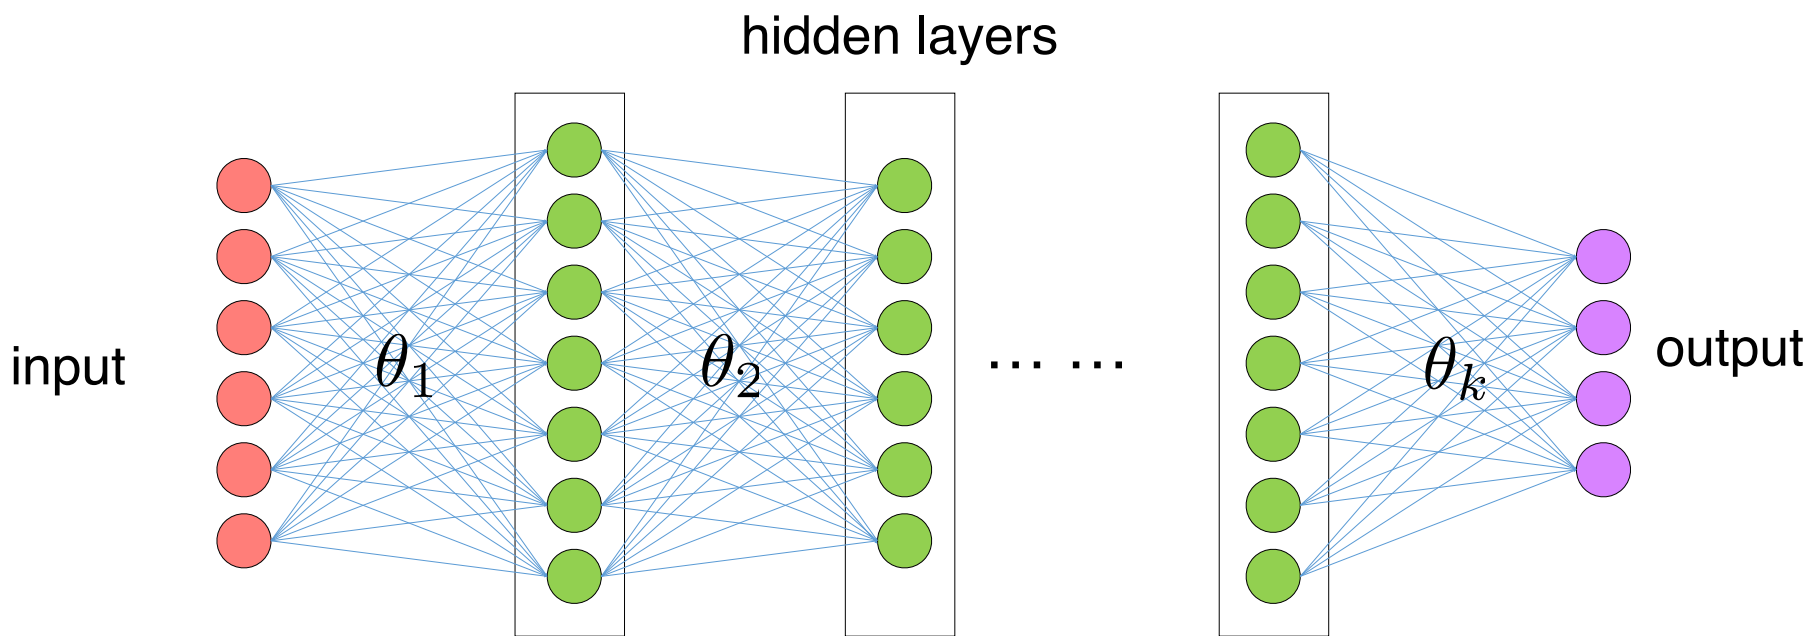 hidden layers
input
θ₁
θ₂
... ...
θₖ
output